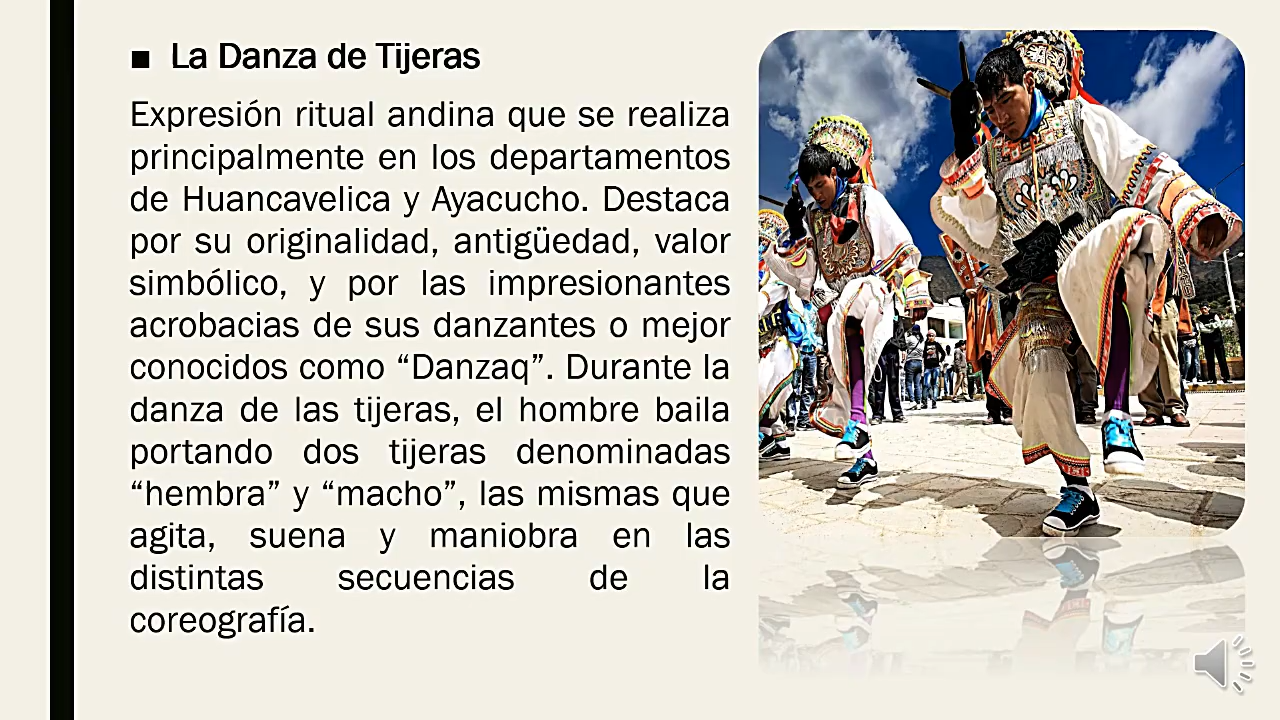 ■ La Danza de Tijeras
Expresión ritual andina que se realiza
principalmente en los departamentos
de Huancavelica y Ayacucho. Destaca
por su originalidad, antigüedad, valor
simbólico, y por las impresionantes
acrobacias de sus danzantes o mejor
conocidos como “Danzaq”. Durante la
danza de las tijeras, el hombre baila
portando dos tijeras denominadas
“hembra” y “macho”, las mismas que
agita, suena y maniobra en las
distintas secuencias de la
coreografía.